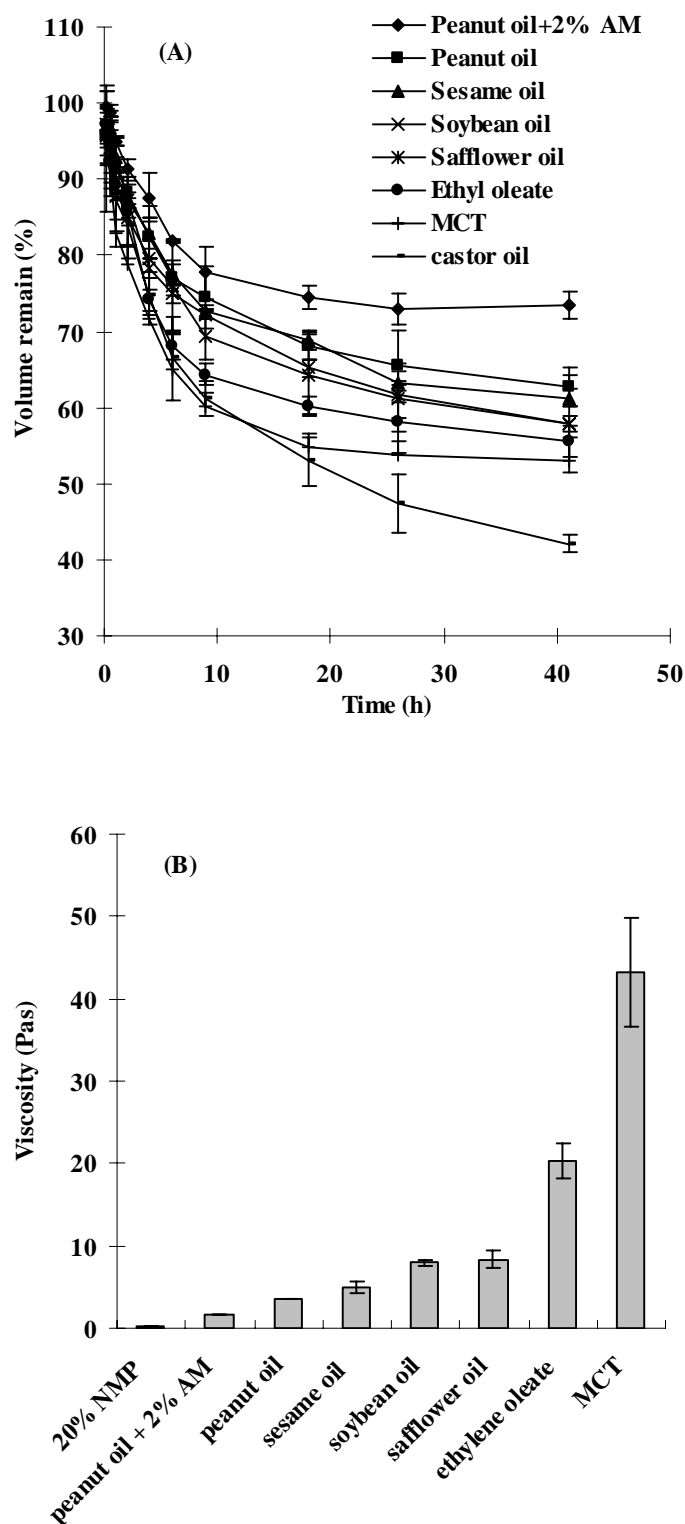 (A)
Peanut oil+2% AM
Peanut oil
Sesame oil
Soybean oil
Safflower oil
Ethyl oleate
MCT
castor oil
Volume remain (%)
110
100
90
80
70
60
50
40
30
0 10 20 30 40 50
Time (h)
(B)
Viscosity (Pas)
60
50
40
30
20
10
0
20% NMP
peanut oil + 2% AM
peanut oil
sesame oil
soybean oil
safflower oil
ethylene oleate
MCT